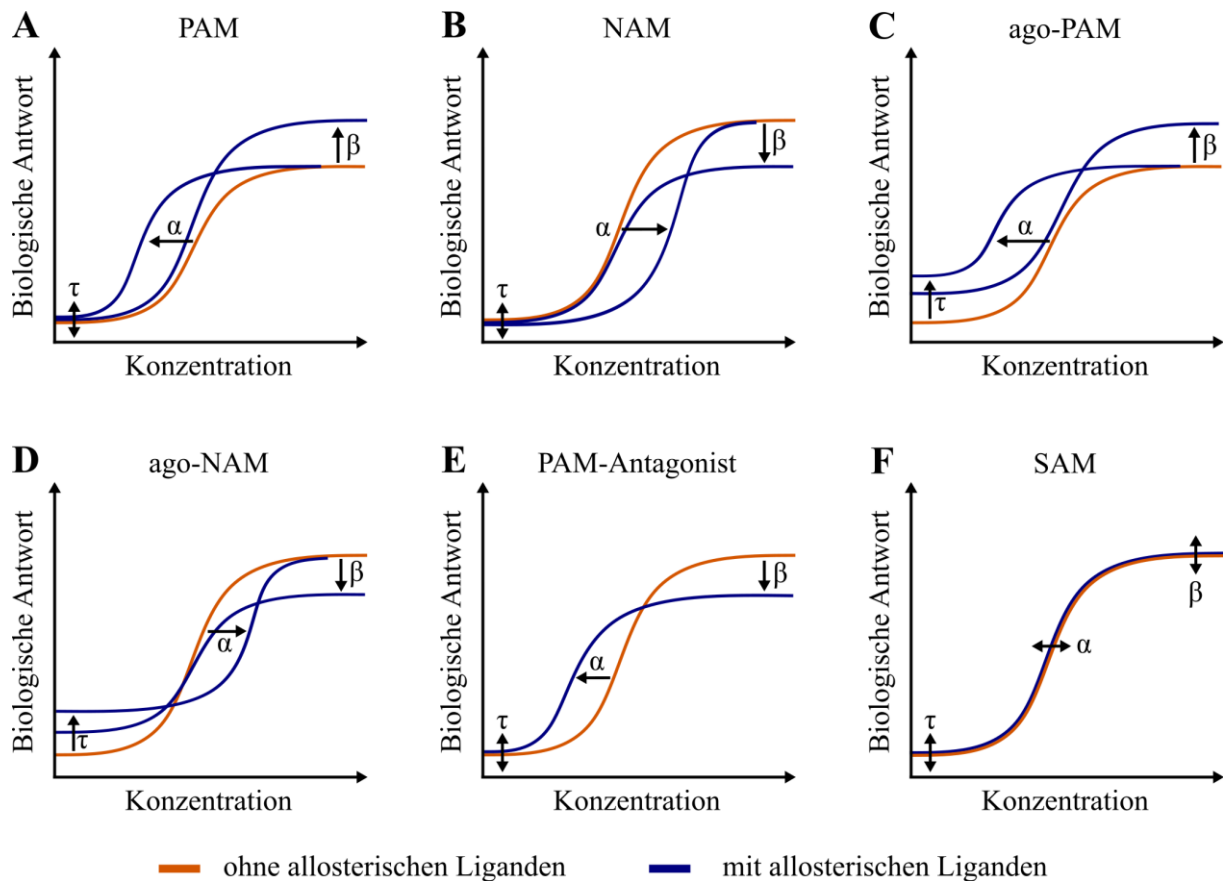 A PAM
Biologische Antwort
β
α
τ
Konzentration
B NAM
Biologische Antwort
β
α
τ
Konzentration
C ago-PAM
Biologische Antwort
β
α
τ
Konzentration
D ago-NAM
Biologische Antwort
β
α
τ
Konzentration
E PAM-Antagonist
Biologische Antwort
β
α
τ
Konzentration
F SAM
Biologische Antwort
β
α
τ
Konzentration
ohne allosterischen Liganden
mit allosterischen Liganden